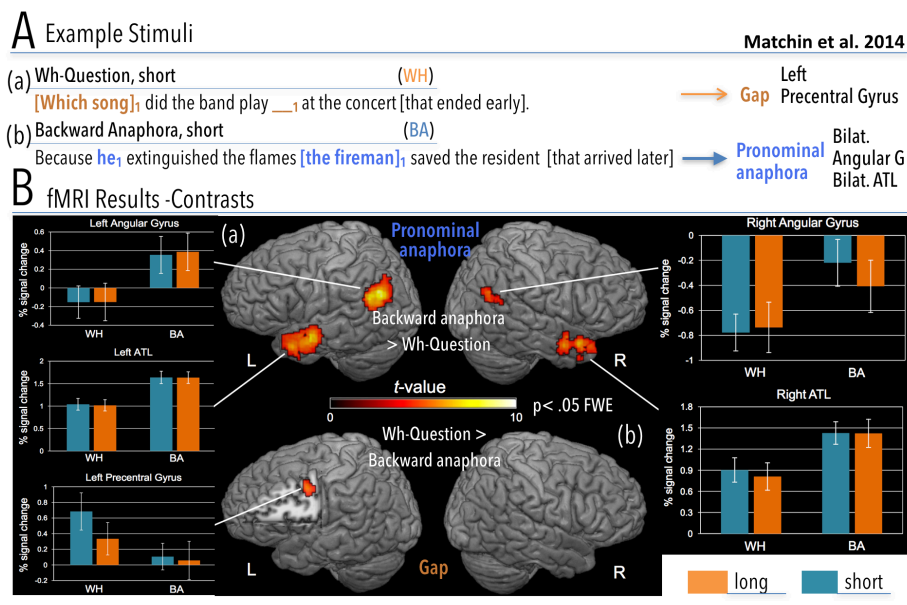 A Example Stimuli
Matchin et al. 2014
(a) Wh-Question, short (WH)
[Which song]1 did the band play __1 at the concert [that ended early].
(b) Backward Anaphora, short (BA)
Because he1 extinguished the flames [the fireman]1 saved the resident [that arrived later]
Gap
Left
Precentral Gyrus
Pronominal
anaphora
Bilat.
Angular G
Bilat. ATL
B fMRI Results -Contrasts
Left Angular Gyrus
% signal change
0.6
0.4
0.2
0
-0.2
-0.4
WH BA
Left ATL
% signal change
2
1.5
1
0.5
0
WH BA
Left Precentral Gyrus
% signal change
1
0.8
0.6
0.4
0.2
0
-0.2
WH BA
(a)
Pronominal
anaphora
Backward anaphora
> Wh-Question
L R
t-value
0 10
p< .05 FWE
Wh-Question >
Backward anaphora
(b)
L R
Gap
Right Angular Gyrus
% signal change
0
-0.2
-0.4
-0.6
-0.8
-1
WH BA
Right ATL
% signal change
1.8
1.5
1.2
0.9
0.6
0.3
0
WH BA
long short